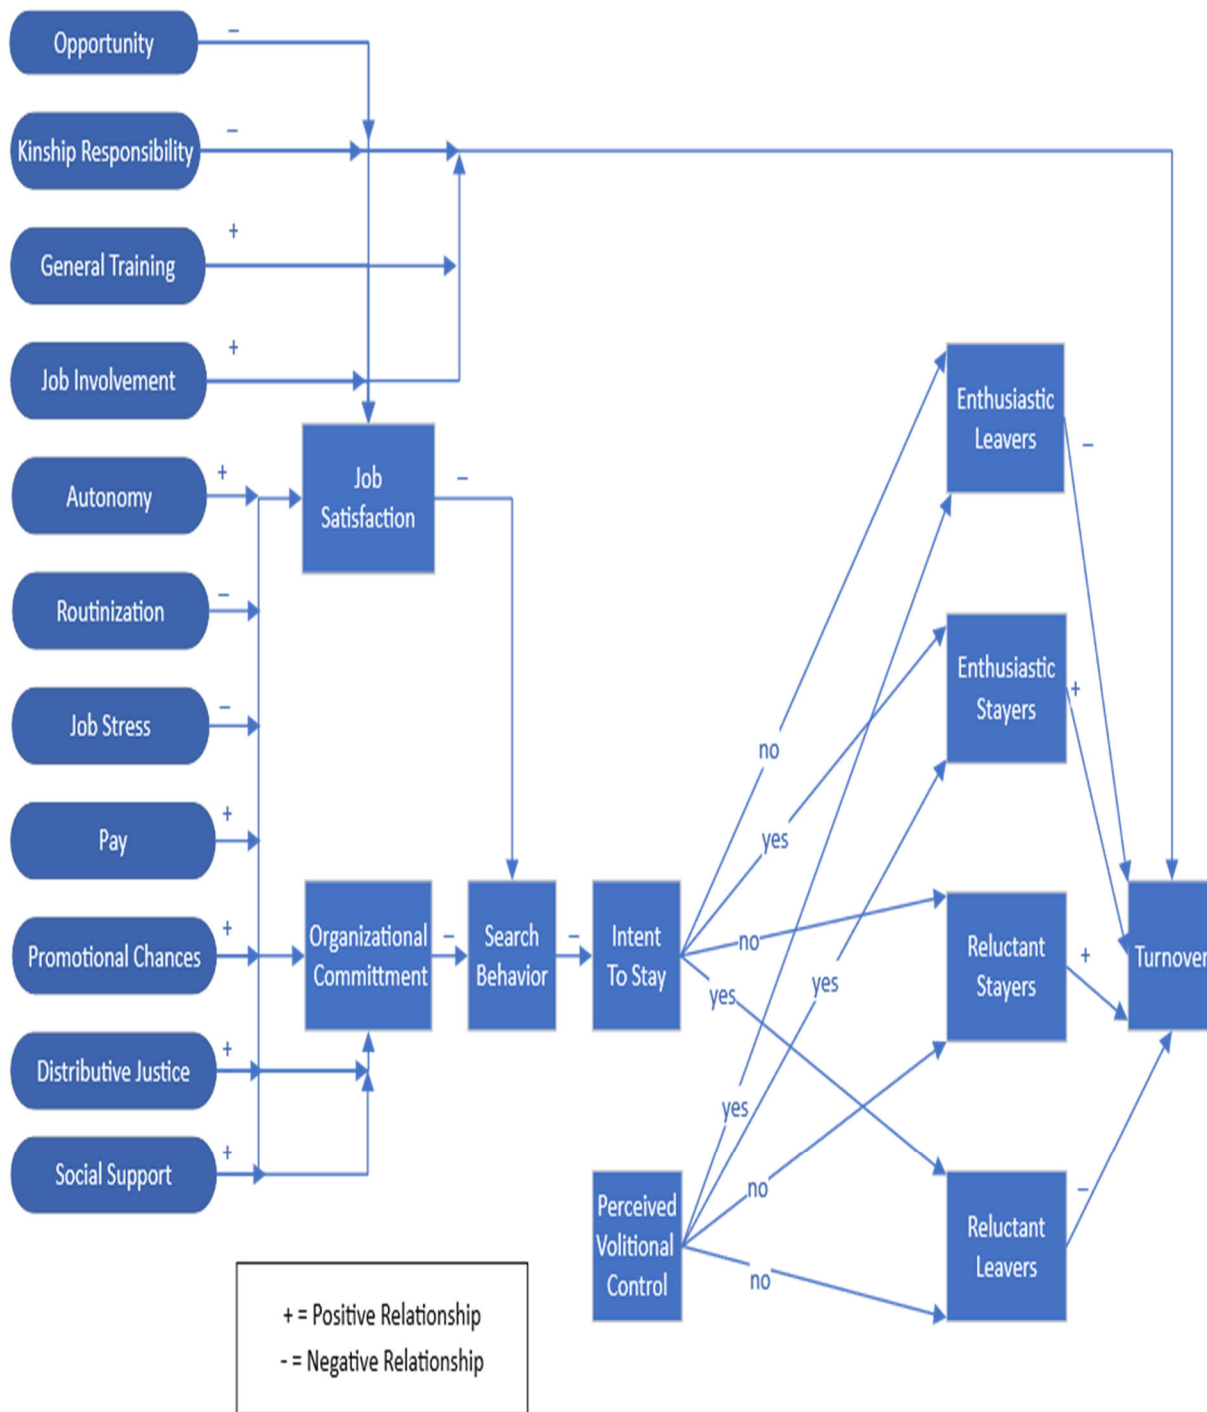 Opportunity
–
Kinship Responsibility
–
General Training
+
Job Involvement
+
Autonomy
+
Routinization
–
Job Stress
–
Pay
+
Promotional Chances
+
Distributive Justice
+
Social Support
+
Job
Satisfaction
–
Organizational
Committment
–
Search
Behavior
–
Intent
To Stay
no
yes
no
yes
Perceived
Volitional
Control
yes
yes
no
no
Enthusiastic
Leavers
–
Enthusiastic
Stayers
+
Reluctant
Stayers
+
Reluctant
Leavers
–
Turnover
+ = Positive Relationship
- = Negative Relationship